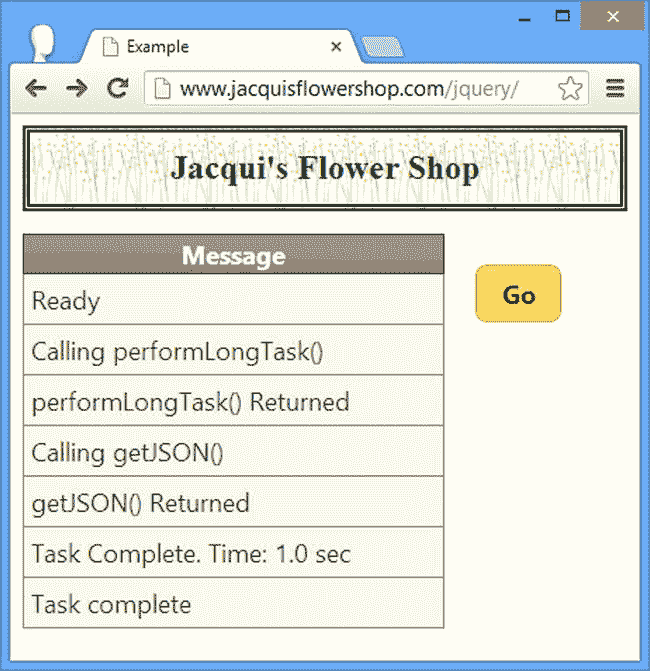 Example
www.jacquisflowershop.com/jquery/
Jacqui's Flower Shop
Message
Ready
Go
Calling performLongTask()
performLongTask() Returned
Calling getJSON()
getJSON() Returned
Task Complete. Time: 1.0 sec
Task complete